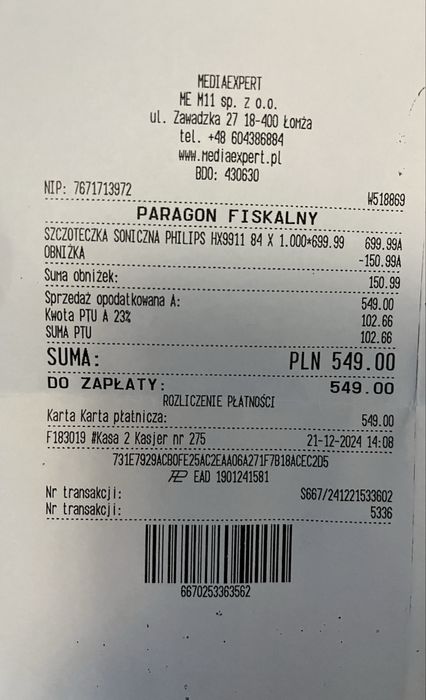 MEDIAEXPERT
ME M11 sp. z o.o.
ul. Zawadzka 27 18-400 Łomża
tel. +48 604386884
www.mediaexpert.pl
BDO: 430630
NIP: 7671713972 W518869
PARAGON FISKALNY
SZCZOTECZKA SONICZNA PHILIPS HX9911 84 X 1.000*699.99 699.99A
OBNIŻKA -150.99A
Suma obniżek: 150.99
Sprzedaż opodatkowana A: 549.00
Kwota PTU A 23% 102.66
SUMA PTU 102.66
SUMA: PLN 549.00
DO ZAPŁATY: 549.00
ROZLICZENIE PŁATNOŚCI
Karta Karta płatnicza: 549.00
F183019 #Kasa 2 Kasjer nr 275 21-12-2024 14:08
731E7929ACB0FE25AC2EAA06A271F7B18ACEC2D5
EAD 1901241581
Nr transakcji: S667/241221533602
Nr transakcji: 5336
6670253363562